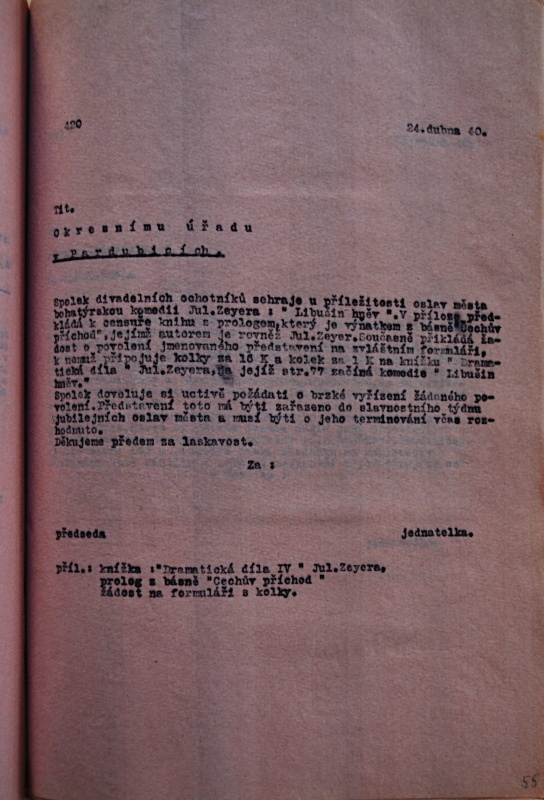 420
24.dubna 40.
Tit.
Okresnímu úřadu
v Pardubicích.
Spolek divadelních ochotníků sehraje u příležitosti oslav města
bohatýrskou komedii Jul.Zeyera : " Libušin hněv ".V příloze před-
kládá k censuře knihu s prologem,který je výňatkem z básně"Čechův
příchod",jejímž autorem je rovněž Jul.Zeyer.Současně přikládá žá-
dost o povolení jmenovaného představení na zvláštním formuláři,
k němuž připojuje kolky za 18 K a kolek za 1 K na knížku " Drama-
tická díla " Jul.Zeyera, na jejíž str.77 začíná komedie " Libušin
hněv."
Spolek dovoluje si uctivě požádati o brzké vyřízení žádaného po-
volení.Představení toto má býti zařazeno do slavnostního týdnu
jubilejních oslav města a musí býti o jeho termínování včas roz-
hodnuto.
Děkujeme předem za laskavost.
Za :
předseda
jednatelka.
příl.: knížka :"Dramatická díla IV " Jul.Zeyera,
prolog z básně "Čechův příchod "
žádost na formuláři s kolky.
55